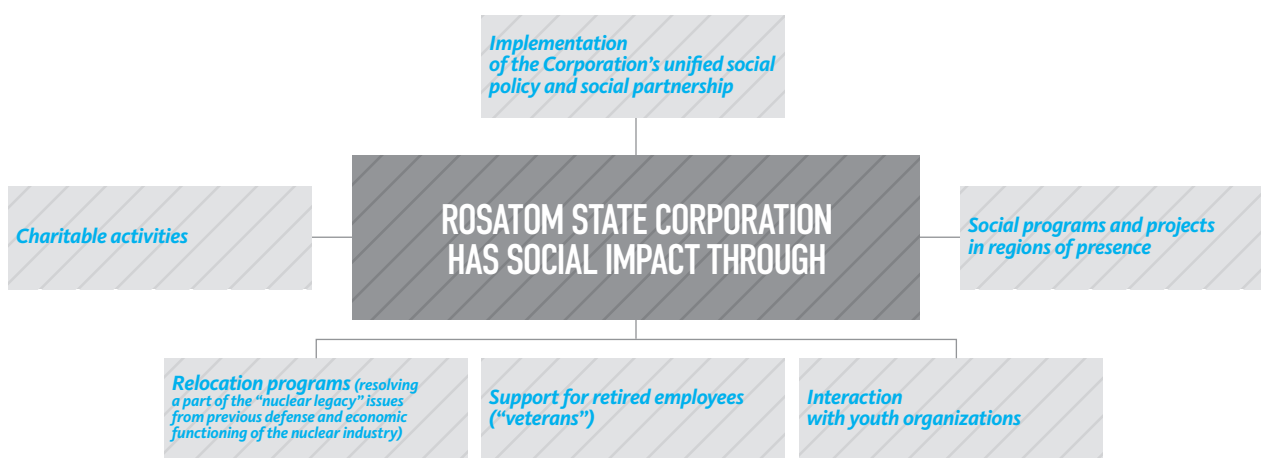 Implementation
of the Corporation's unified social
policy and social partnership
Charitable activities
ROSATOM STATE CORPORATION
HAS SOCIAL IMPACT THROUGH
Social programs and projects
in regions of presence
Relocation programs (resolving
a part of the “nuclear legacy” issues
from previous defense and economic
functioning of the nuclear industry)
Support for retired employees
(“veterans”)
Interaction
with youth organizations